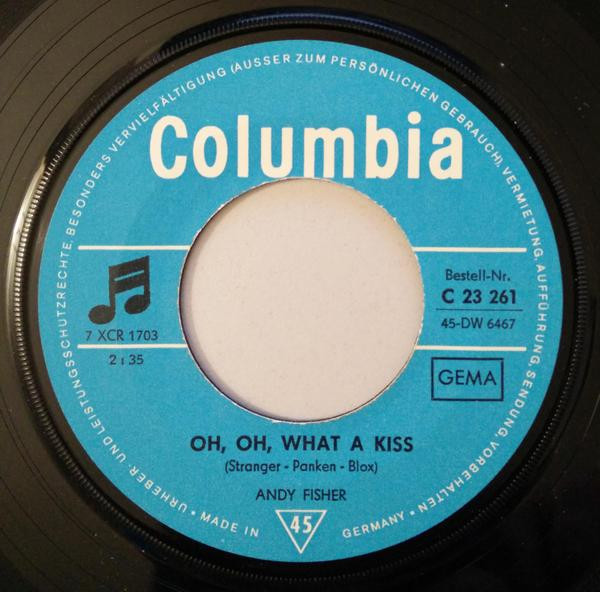 URHEBER- UND LEISTUNGSSCHUTZRECHTE, BESONDERS VERVIELFÄLTIGUNG (AUSSER ZUM PERSÖNLICHEN GEBRAUCH), VERMIETUNG, AUFFÜHRUNG, SENDUNG, VORBEHALTEN
Columbia
Bestell-Nr.
C 23 261
45-DW 6467
7 XCR 1703
2:35
GEMA
OH, OH, WHAT A KISS
(Stranger - Panken - Blox)
ANDY FISHER
• MADE IN GERMANY •
45